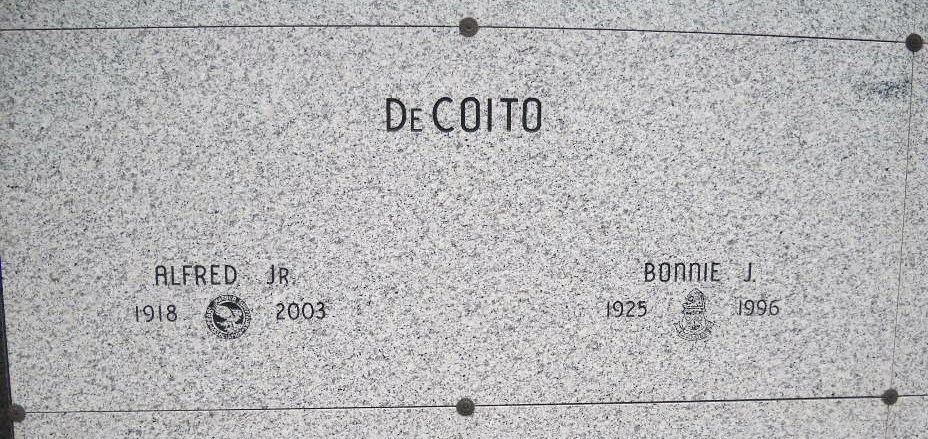 DeCOITO
ALFRED JR.
1918 2003
BONNIE J.
1925 1996